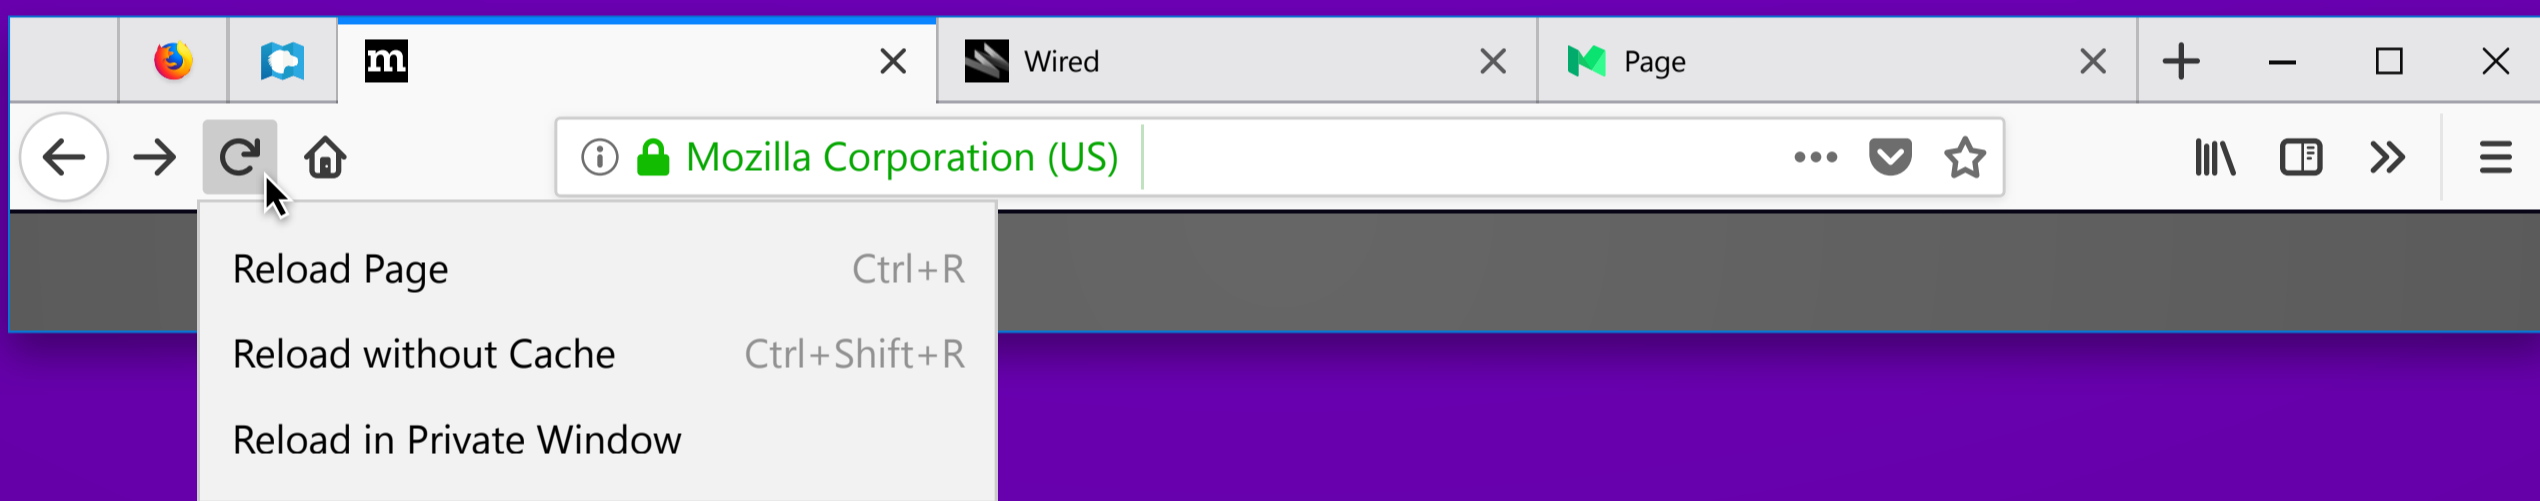 m
Wired
Page
Mozilla Corporation (US)
Reload Page Ctrl+R
Reload without Cache Ctrl+Shift+R
Reload in Private Window